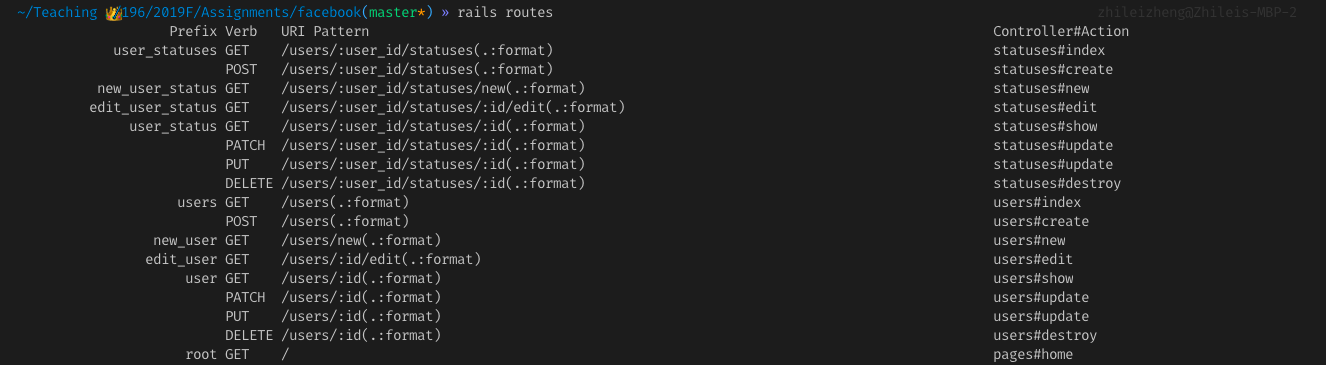 ~/Teaching 196/2019F/Assignments/facebook(master*) » rails routes zhileizheng@Zhileis-MBP-2
Prefix Verb URI Pattern Controller#Action
user_statuses GET /users/:user_id/statuses(.:format) statuses#index
POST /users/:user_id/statuses(.:format) statuses#create
new_user_status GET /users/:user_id/statuses/new(.:format) statuses#new
edit_user_status GET /users/:user_id/statuses/:id/edit(.:format) statuses#edit
user_status GET /users/:user_id/statuses/:id(.:format) statuses#show
PATCH /users/:user_id/statuses/:id(.:format) statuses#update
PUT /users/:user_id/statuses/:id(.:format) statuses#update
DELETE /users/:user_id/statuses/:id(.:format) statuses#destroy
users GET /users(.:format) users#index
POST /users(.:format) users#create
new_user GET /users/new(.:format) users#new
edit_user GET /users/:id/edit(.:format) users#edit
user GET /users/:id(.:format) users#show
PATCH /users/:id(.:format) users#update
PUT /users/:id(.:format) users#update
DELETE /users/:id(.:format) users#destroy
root GET / pages#home